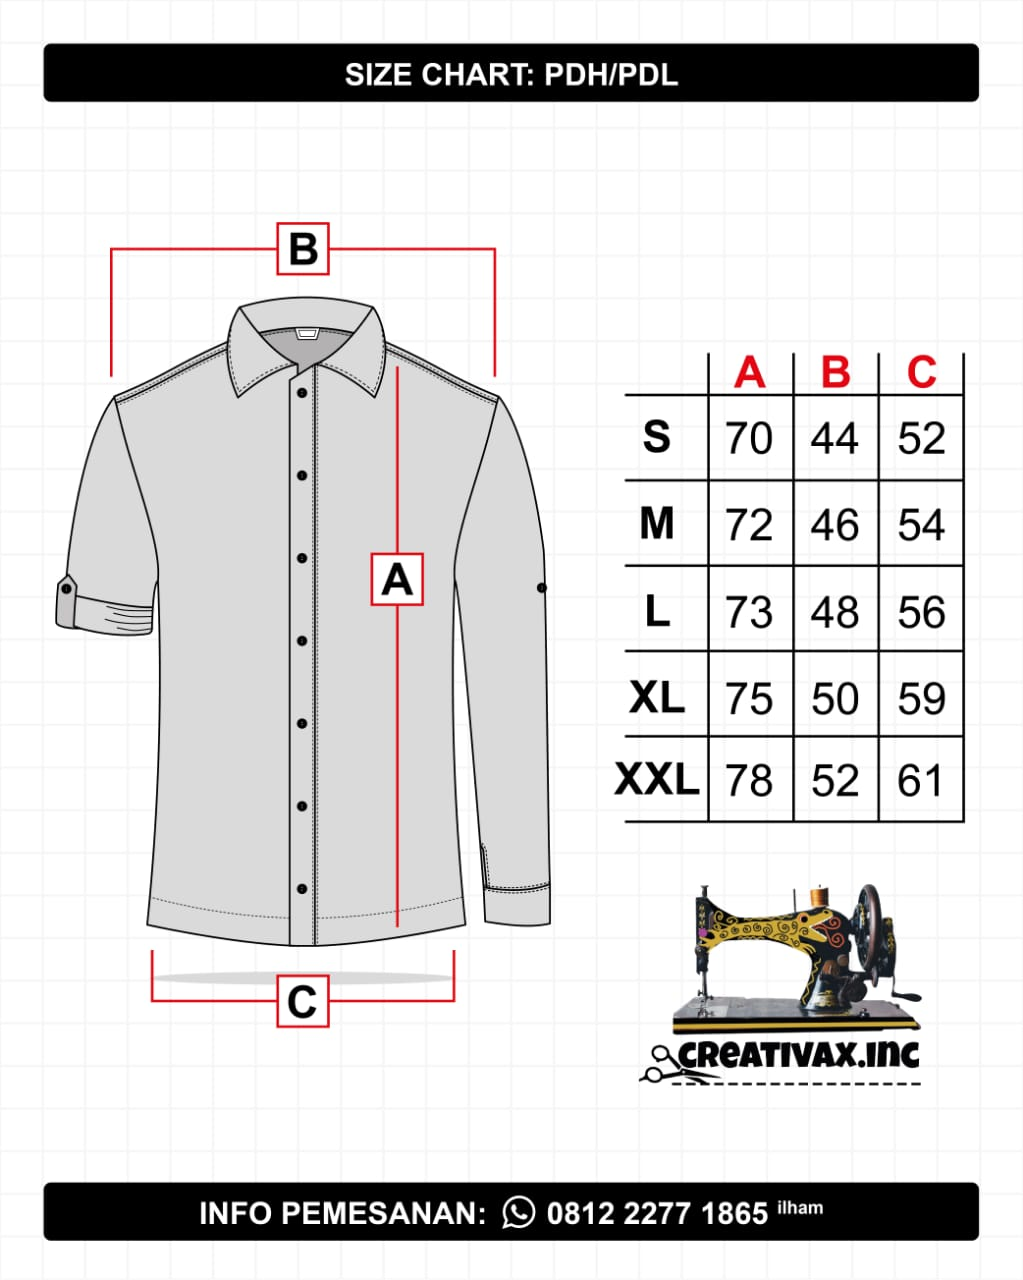 SIZE CHART: PDH/PDL
B
A
C
A B C
S 70 44 52
M 72 46 54
L 73 48 56
XL 75 50 59
XXL 78 52 61
CREATIVAX.INC
INFO PEMESANAN: 0812 2277 1865 ilham